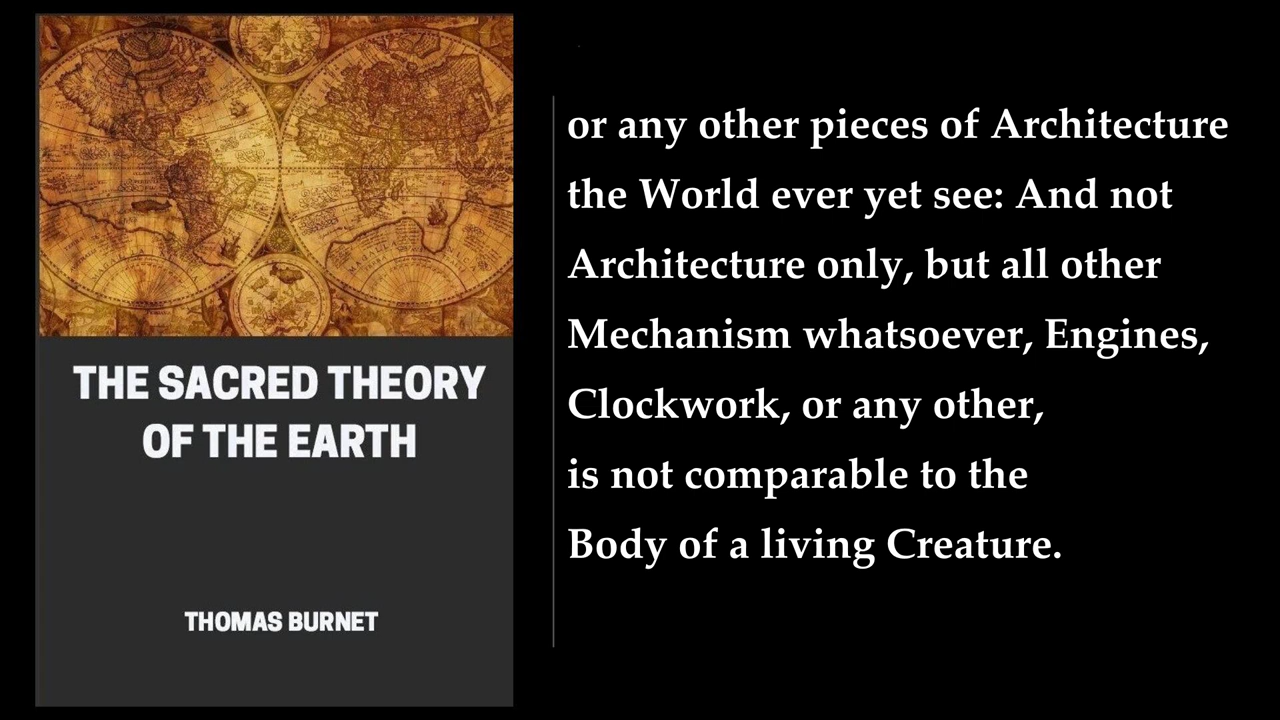 THE SACRED THEORY
OF THE EARTH
THOMAS BURNET
or any other pieces of Architecture
the World ever yet see: And not
Architecture only, but all other
Mechanism whatsoever, Engines,
Clockwork, or any other,
is not comparable to the
Body of a living Creature.